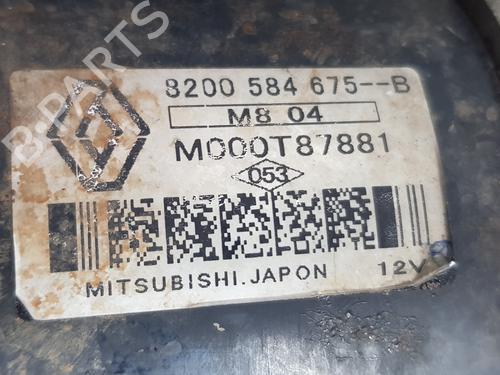 8200 584 675--B
M8 04
M000T87881
053
MITSUBISHI.JAPON 12V
B-PARTS